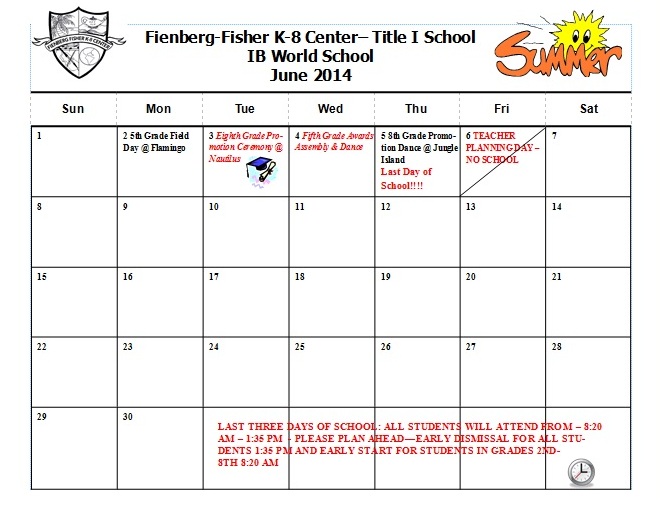 FIENBERG-FISHER K-8 CENTER
Fienberg-Fisher K-8 Center– Title I School
IB World School
June 2014
Summer
Sun Mon Tue Wed Thu Fri Sat
1
2 5th Grade Field
Day @ Flamingo
3 Eighth Grade Pro-
motion Ceremony @
Nautilus
4 Fifth Grade Awards
Assembly & Dance
5 8th Grade Promo-
tion Dance @ Jungle
Island
Last Day of
School!!!!
6 TEACHER
PLANNING DAY –
NO SCHOOL
7
8 9 10 11 12 13 14
15 16 17 18 19 20 21
22 23 24 25 26 27 28
29 30
LAST THREE DAYS OF SCHOOL: ALL STUDENTS WILL ATTEND FROM – 8:20
AM – 1:35 PM - PLEASE PLAN AHEAD—EARLY DISMISSAL FOR ALL STU-
DENTS 1:35 PM AND EARLY START FOR STUDENTS IN GRADES 2ND-
8TH 8:20 AM